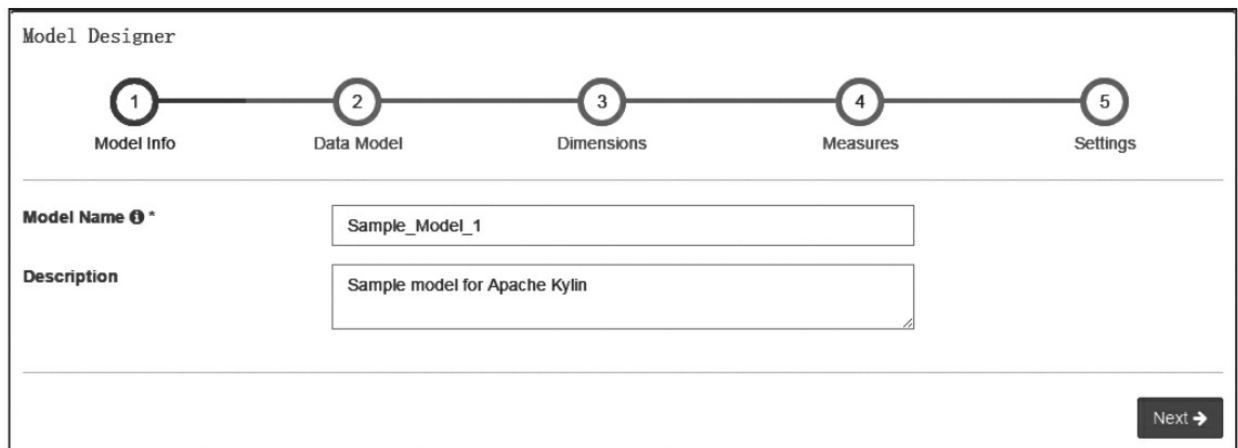 Model Designer
1 2 3 4 5
Model Info Data Model Dimensions Measures Settings
Model Name *
Sample_Model_1
Description
Sample model for Apache Kylin
Next →